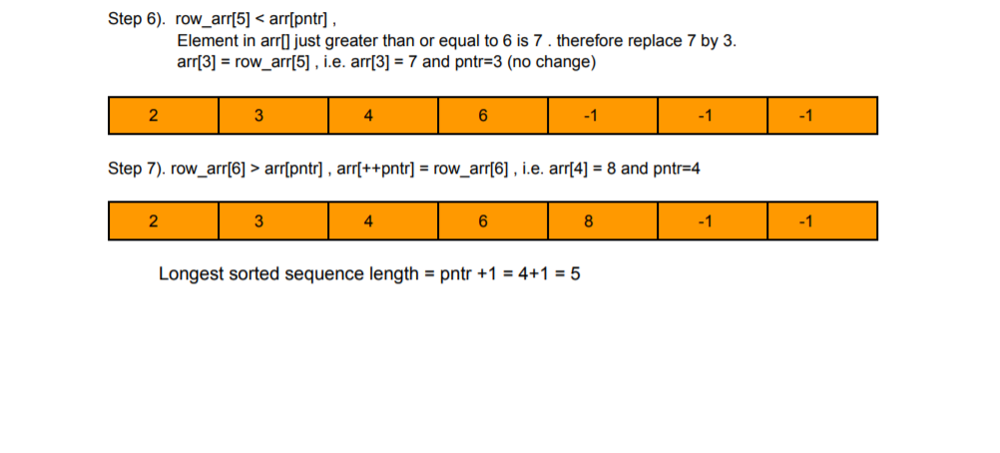 Step 6). row_arr[5] < arr[pntr] ,
Element in arr[] just greater than or equal to 6 is 7 . therefore replace 7 by 3.
arr[3] = row_arr[5] , i.e. arr[3] = 7 and pntr=3 (no change)
2 3 4 6 -1 -1 -1
Step 7). row_arr[6] > arr[pntr] , arr[++pntr] = row_arr[6] , i.e. arr[4] = 8 and pntr=4
2 3 4 6 8 -1 -1
Longest sorted sequence length = pntr +1 = 4+1 = 5